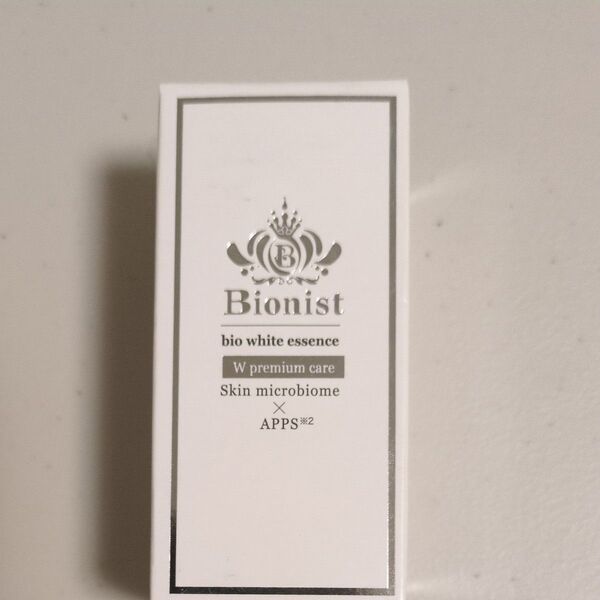 B
Bionist
bio white essence
W premium care
Skin microbiome
×
APPS※2